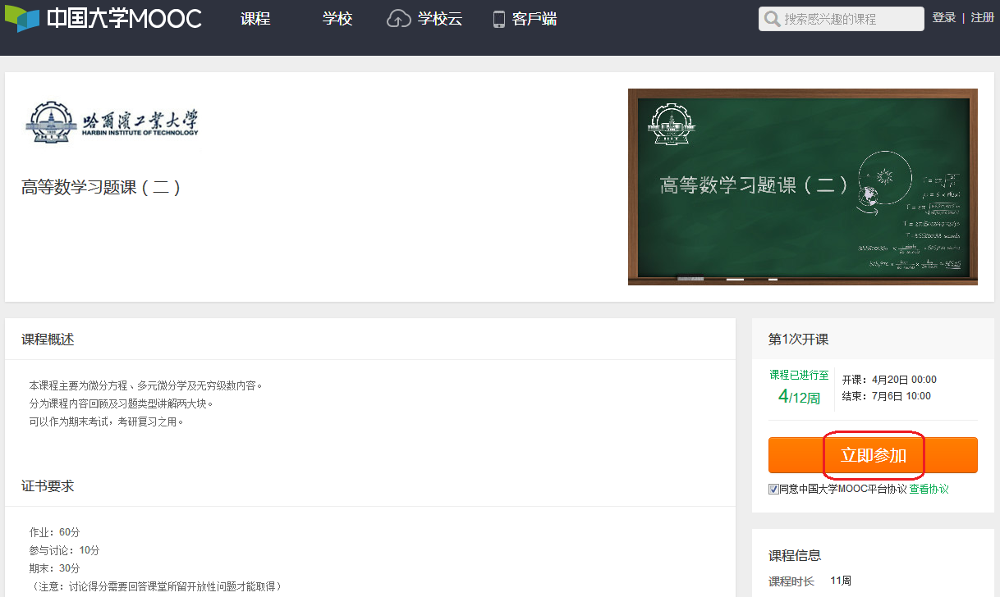 中国大学MOOC 课程 学校 学校云 客戶端 搜索感兴趣的课程 登录 | 注册
哈尔滨工业大学
HARBIN INSTITUTE OF TECHNOLOGY
高等数学习题课（二）
高等数学习题课（二）
课程概述
本课程主要为微分方程、多元微分学及无穷级数内容。
分为课程内容回顾及习题类型讲解两大块。
可以作为期末考试，考研复习之用。
证书要求
作业：60分
参与讨论：10分
期末：30分
（注意：讨论得分需要回答课堂所留开放性问题才能取得）
第1次开课
课程已进行至
4/12周
开课：4月20日 00:00
结束：7月6日 10:00
立即参加
同意中国大学MOOC平台协议 查看协议
课程信息
课程时长 11周